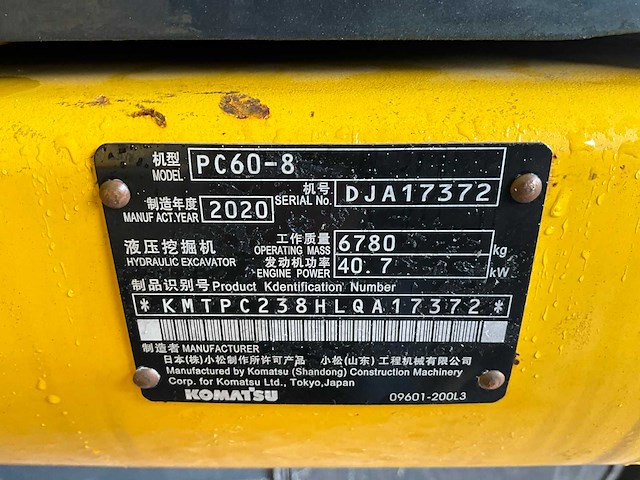 机型 MODEL PC60-8
机号 SERIAL No. DJA17372
制造年度 MANUFACT.YEAR 2020
液压挖掘机 HYDRAULIC EXCAVATOR
工作质量 OPERATING MASS 6780 kg
发动机功率 ENGINE POWER 40.7 kW
制品识别号 Product Kdentification Number
*KMTPC238HLQA17372*
制造者 MANUFACTURER
日本(株)小松制作所许可产品 小松(山东)工程机械有限公司
Manufactured by Komatsu (Shandong) Construction Machinery
Corp. for Komatsu Ltd., Tokyo,Japan
KOMATSU 09601-200L3